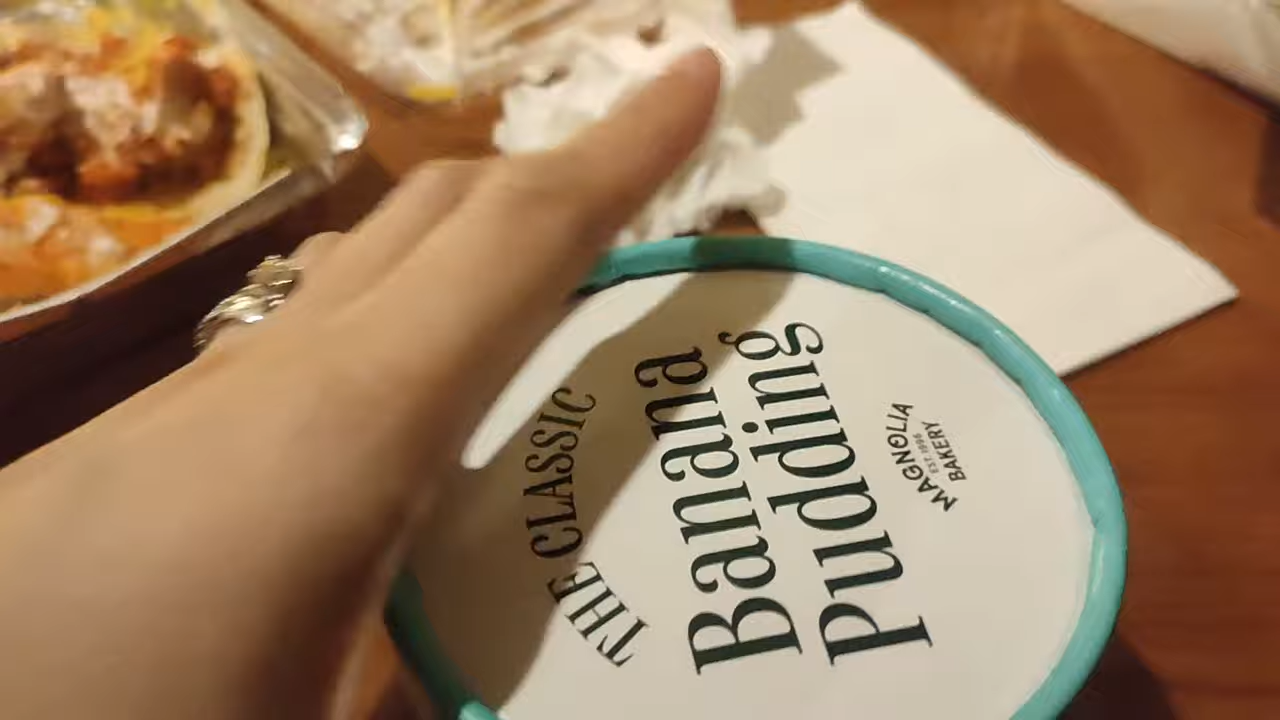 THE CLASSIC
Banana
Pudding
MAGNOLIA
EST. 1996
BAKERY